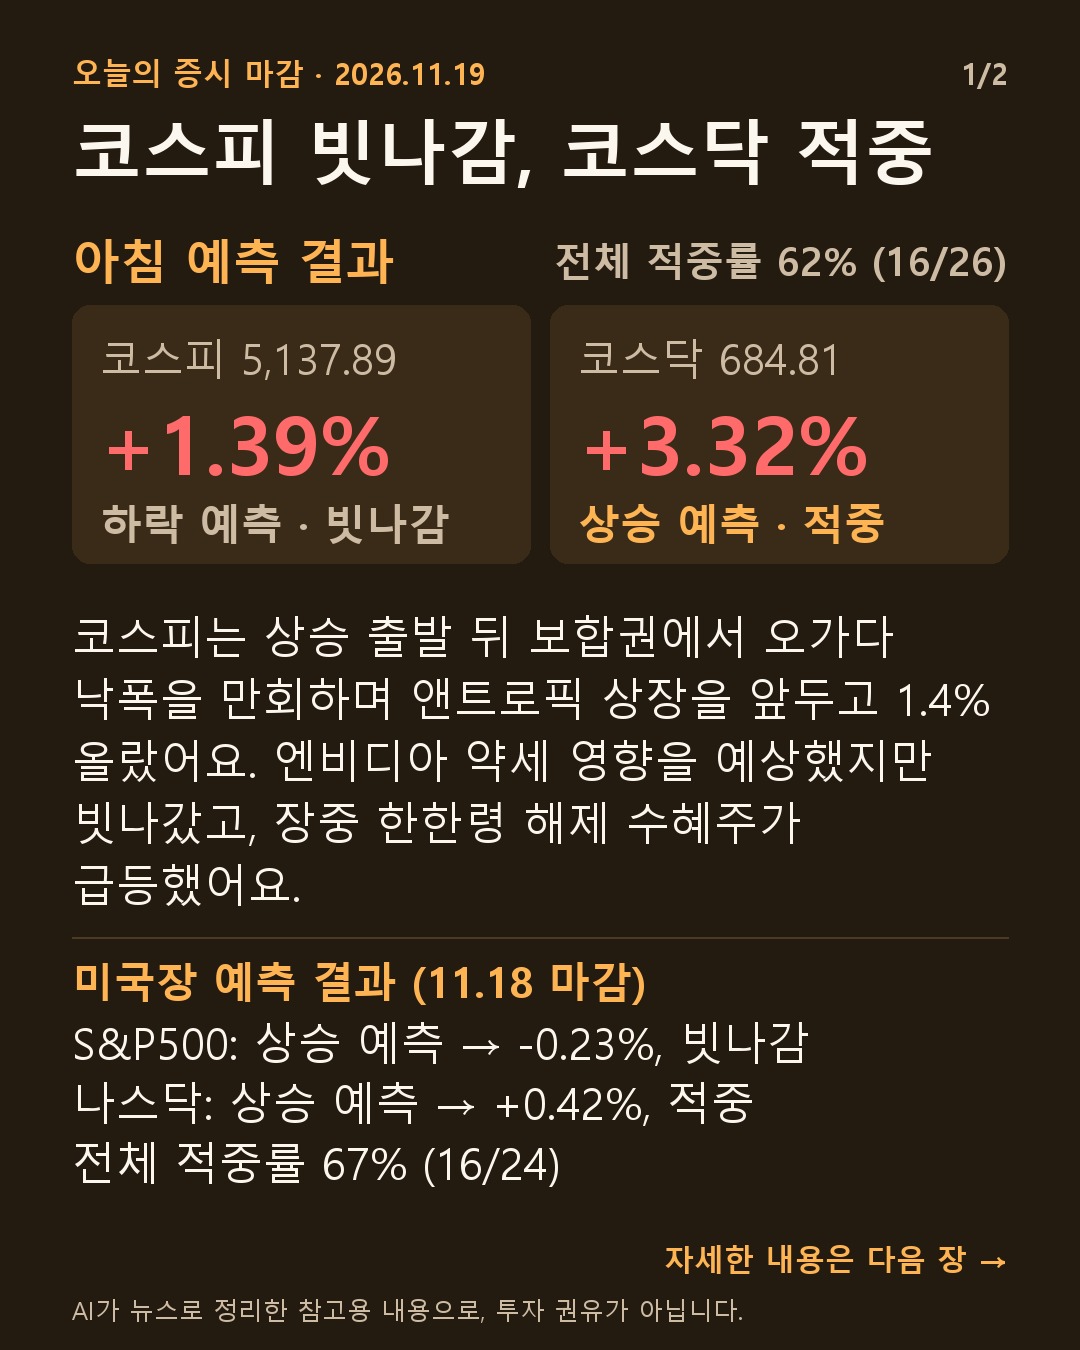 오늘의 증시 마감 · 2026.11.19
1/2
코스피 빗나감, 코스닥 적중
아침 예측 결과
전체 적중률 62% (16/26)
코스피 5,137.89
+1.39%
하락 예측 · 빗나감
코스닥 684.81
+3.32%
상승 예측 · 적중
코스피는 상승 출발 뒤 보합권에서 오가다
낙폭을 만회하며 앤트로픽 상장을 앞두고 1.4%
올랐어요. 엔비디아 약세 영향을 예상했지만
빗나갔고, 장중 한한령 해제 수혜주가
급등했어요.
미국장 예측 결과 (11.18 마감)
S&P500: 상승 예측 → -0.23%, 빗나감
나스닥: 상승 예측 → +0.42%, 적중
전체 적중률 67% (16/24)
자세한 내용은 다음 장 →
AI가 뉴스로 정리한 참고용 내용으로, 투자 권유가 아닙니다.